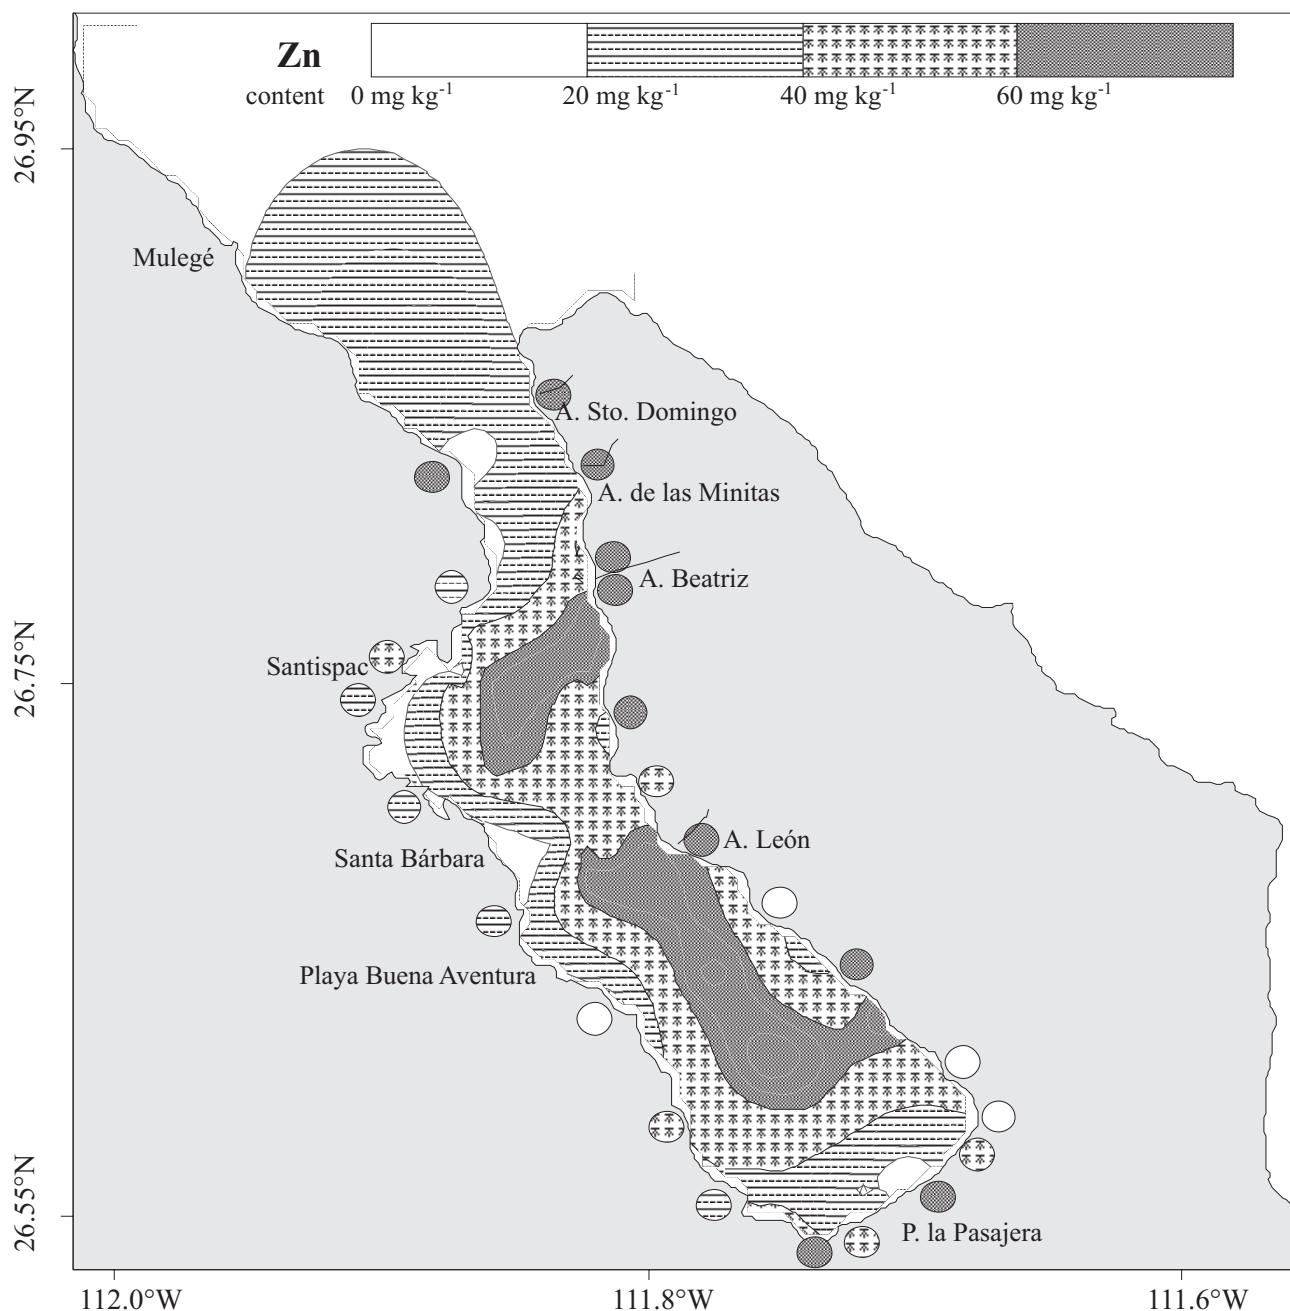 Zn
content 0 mg kg-1 20 mg kg-1 40 mg kg-1 60 mg kg-1
26.95°N
Mulegé
A. Sto. Domingo
A. de las Minitas
A. Beatriz
Santispac
26.75°N
A. León
Santa Bárbara
Playa Buena Aventura
26.55°N
P. la Pasajera
112.0°W 111.8°W 111.6°W